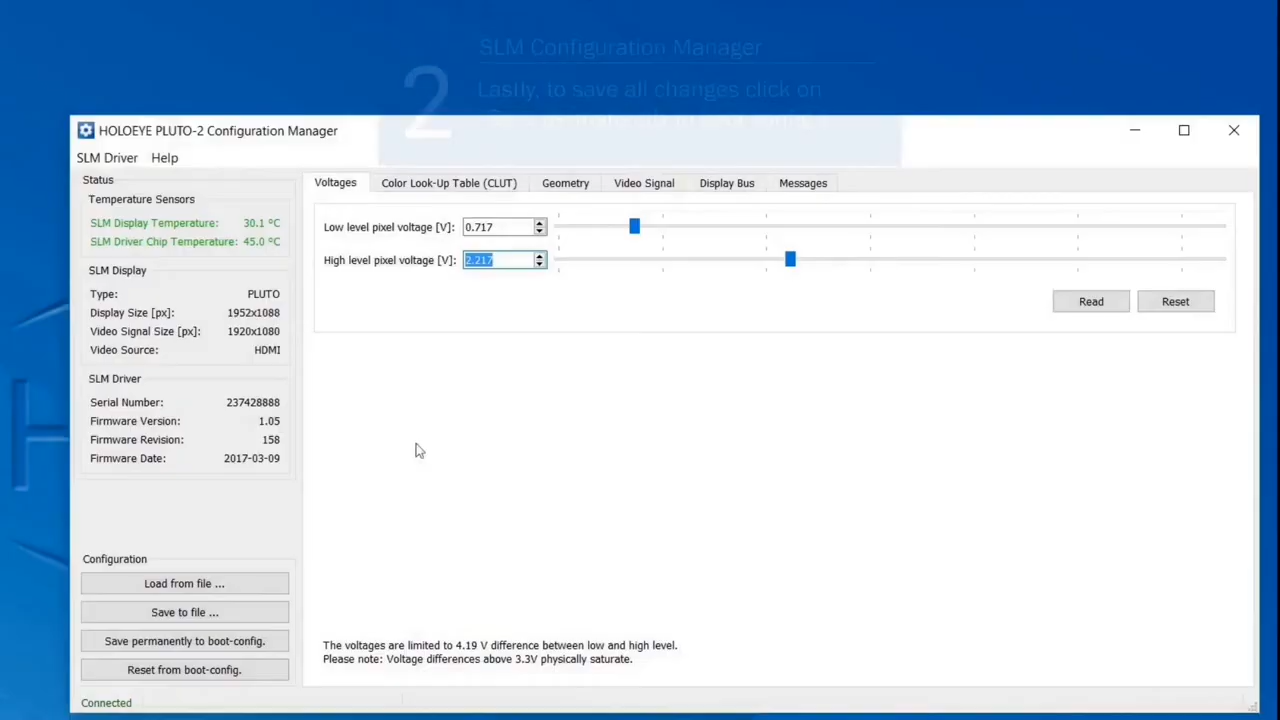 SLM Configuration Manager
2
Lastly, to save all changes click on
HOLOEYE PLUTO-2 Configuration Manager
SLM Driver Help
Status
Temperature Sensors
SLM Display Temperature: 30.1 ºC
SLM Driver Chip Temperature: 45.0 ºC
SLM Display
Type: PLUTO
Display Size [px]: 1952x1088
Video Signal Size [px]: 1920x1080
Video Source: HDMI
SLM Driver
Serial Number: 237428888
Firmware Version: 1.05
Firmware Revision: 158
Firmware Date: 2017-03-09
Configuration
Load from file ...
Save to file ...
Save permanently to boot-config.
Reset from boot-config.
Connected
Voltages Color Look-Up Table (CLUT) Geometry Video Signal Display Bus Messages
Low level pixel voltage [V]: 0.717
High level pixel voltage [V]: 2.217
Read Reset
The voltages are limited to 4.19 V difference between low and high level.
Please note: Voltage differences above 3.3V physically saturate.